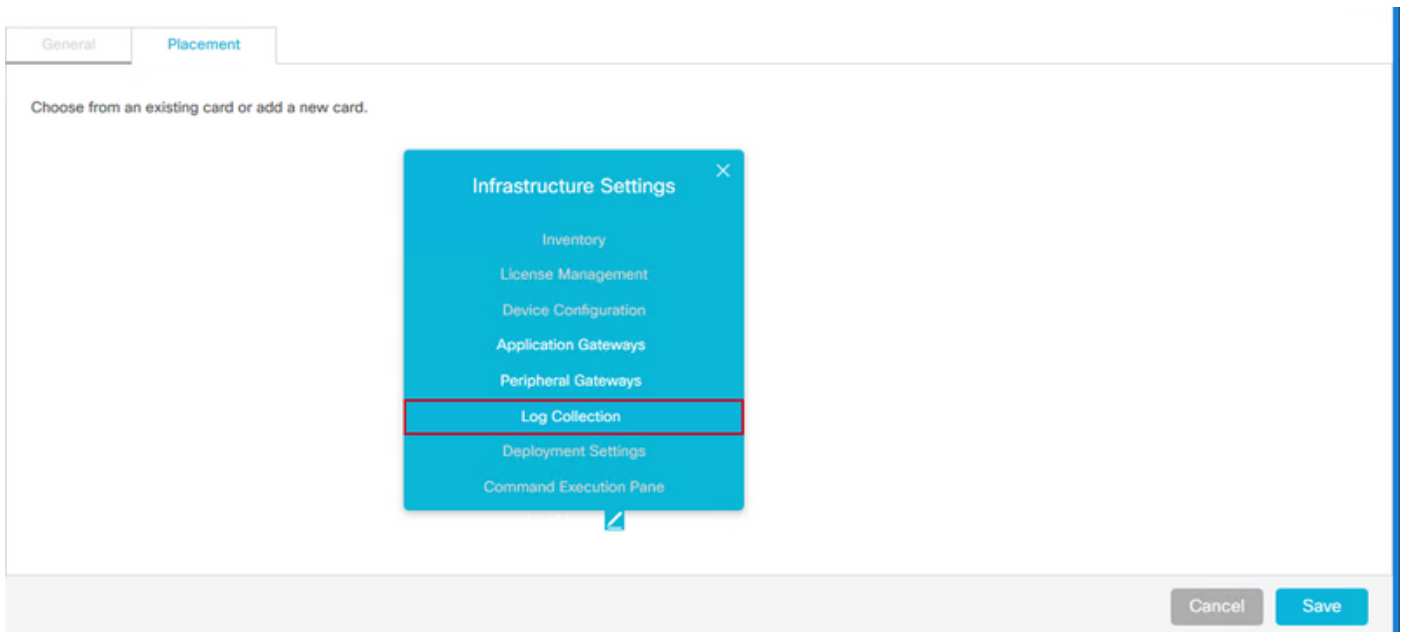 General
Placement
Choose from an existing card or add a new card.
Infrastructure Settings
Inventory
License Management
Device Configuration
Application Gateways
Peripheral Gateways
Log Collection
Deployment Settings
Command Execution Pane
Cancel
Save